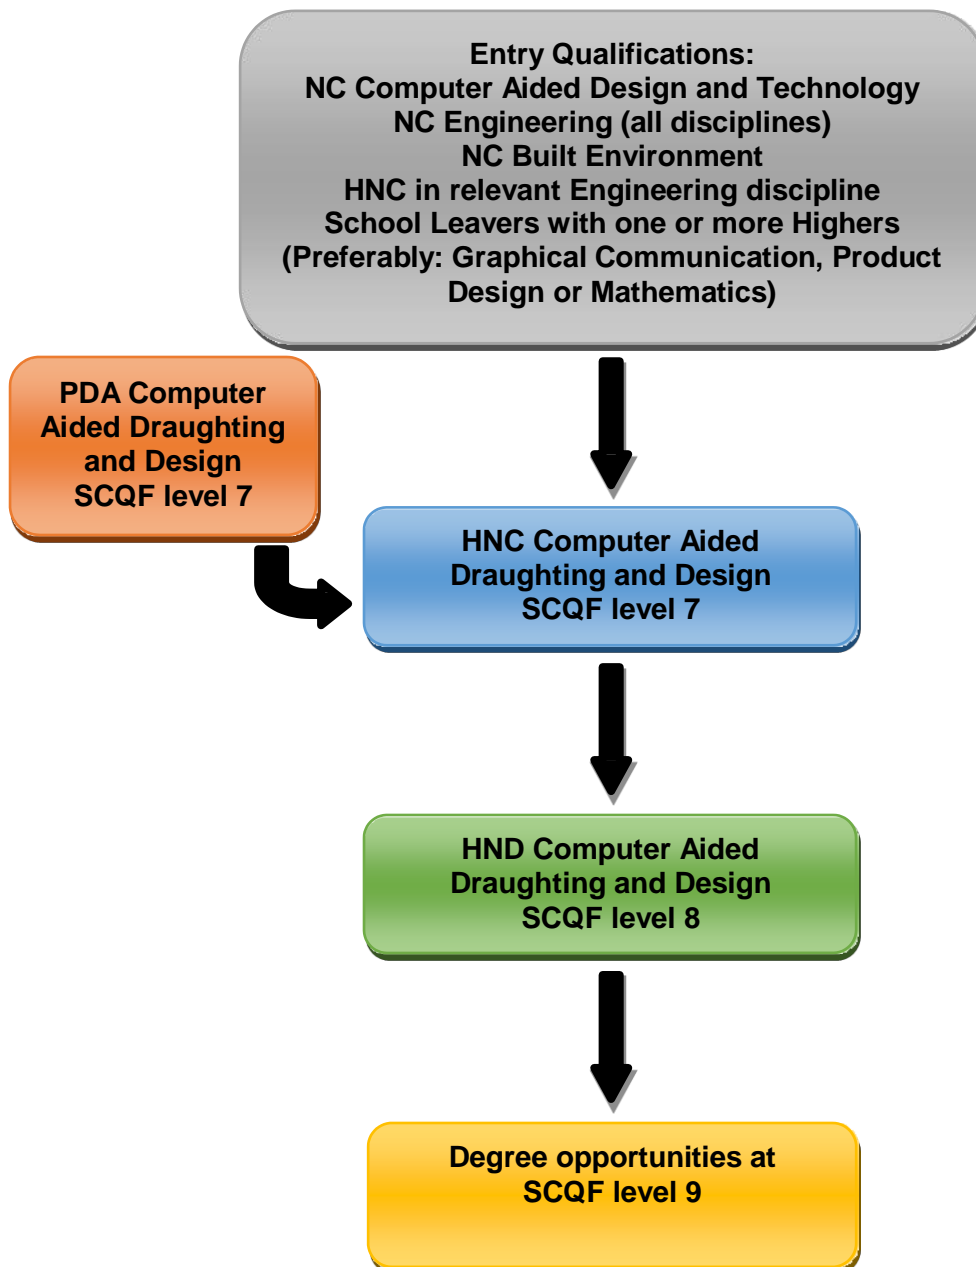 Entry Qualifications:
NC Computer Aided Design and Technology
NC Engineering (all disciplines)
NC Built Environment
HNC in relevant Engineering discipline
School Leavers with one or more Highers
(Preferably: Graphical Communication, Product
Design or Mathematics)
PDA Computer
Aided Draughting
and Design
SCQF level 7
HNC Computer Aided
Draughting and Design
SCQF level 7
HND Computer Aided
Draughting and Design
SCQF level 8
Degree opportunities at
SCQF level 9